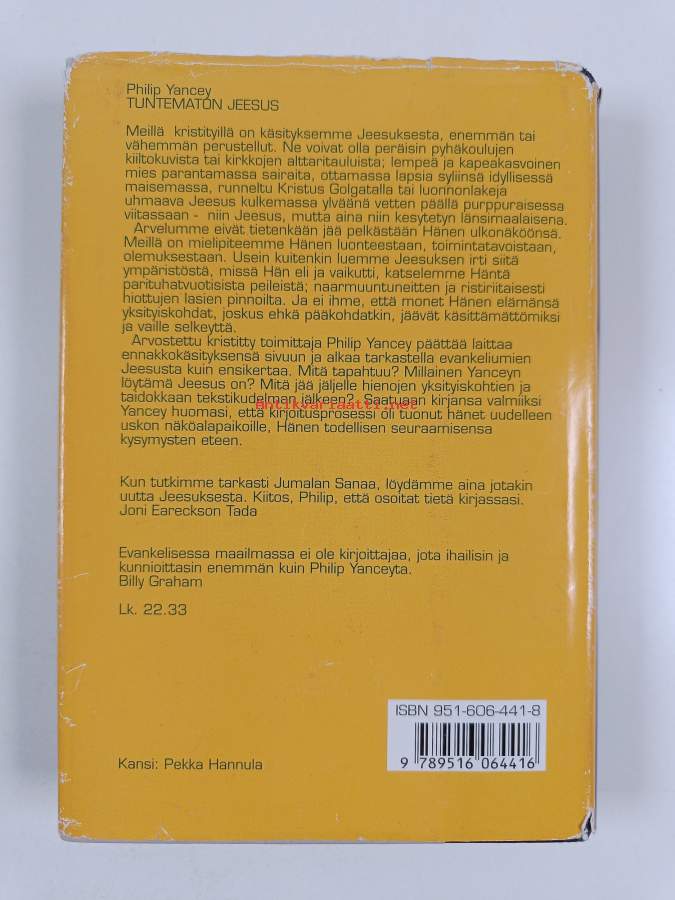 Philip Yancey
TUNTEMATON JEESUS
Meillä kristityillä on käsityksemme Jeesuksesta, enemmän tai
vähemmän perustellut. Ne voivat olla peräisin pyhäkoulujen
kiiltokuvista tai kirkkojen alttaritauluista; lempeä ja kapeakasvoinen
mies parantamassa sairaita, ottamassa lapsia syliinsä idyllisessä
maisemassa, runneltu Kristus Golgatalla tai luonnonlakeja
uhmaava Jeesus kulkemassa ylväänä vetten päällä purppuraisessa
viitassaan - niin Jeesus, mutta aina niin kesytetyn länsimaalaisena.
Arvelumme eivät tietenkään jää pelkästään Hänen ulkonäköönsä.
Meillä on mielipiteemme Hänen luonteestaan, toimintatavoistaan,
olemuksestaan. Usein kuitenkin luemme Jeesuksen irti siitä
ympäristöstä, missä Hän eli ja vaikutti, katselemme Häntä
parituhatvuotisista peileistä; naarmuuntuneitten ja ristiriitaisesti
hiottujen lasien pinnoilta. Ja ei ihme, että monet Hänen elämänsä
yksityiskohdat, joskus ehkä pääkohdatkin, jäävät käsittämättömiksi
ja vaille selkeyttä.
Arvostettu kristitty toimittaja Philip Yancey päättää laittaa
ennakkokäsityksensä sivuun ja alkaa tarkastella evankeliumien
Jeesusta kuin ensikertaa. Mitä tapahtuu? Millainen Yanceyn
löytämä Jeesus on? Mitä jää jäljelle hienojen yksityiskohtien ja
taidokkaan tekstikudelman jälkeen? Saatuaan kirjansa valmiiksi
antikvariaatti.net
Yancey huomasi, että kirjoitusprosessi oli tuonut hänet uudelleen
uskon näköalapaikoille, Hänen todellisen seuraamisensa
kysymysten eteen.
Kun tutkimme tarkasti Jumalan Sanaa, löydämme aina jotakin
uutta Jeesuksesta. Kiitos, Philip, että osoitat tietä kirjassasi.
Joni Eareckson Tada
Evankelisessa maailmassa ei ole kirjoittajaa, jota ihailisin ja
kunnioittasin enemmän kuin Philip Yanceyta.
Billy Graham
Lk. 22.33
ISBN 951-606-441-8
9 789516 064416
Kansi: Pekka Hannula